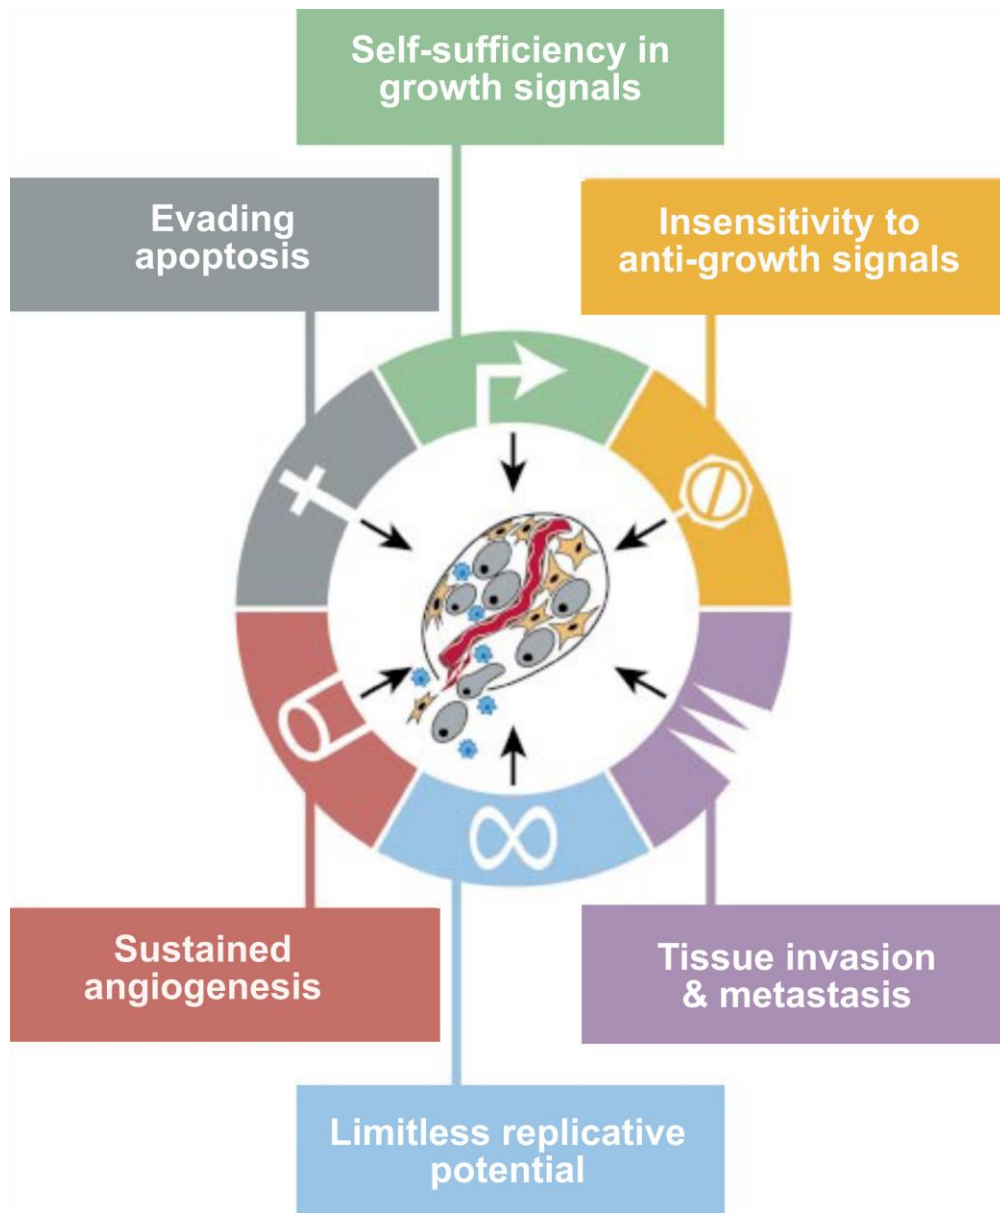 Self-sufficiency in
growth signals
Evading
apoptosis
Insensitivity to
anti-growth signals
Sustained
angiogenesis
Tissue invasion
& metastasis
Limitless replicative
potential